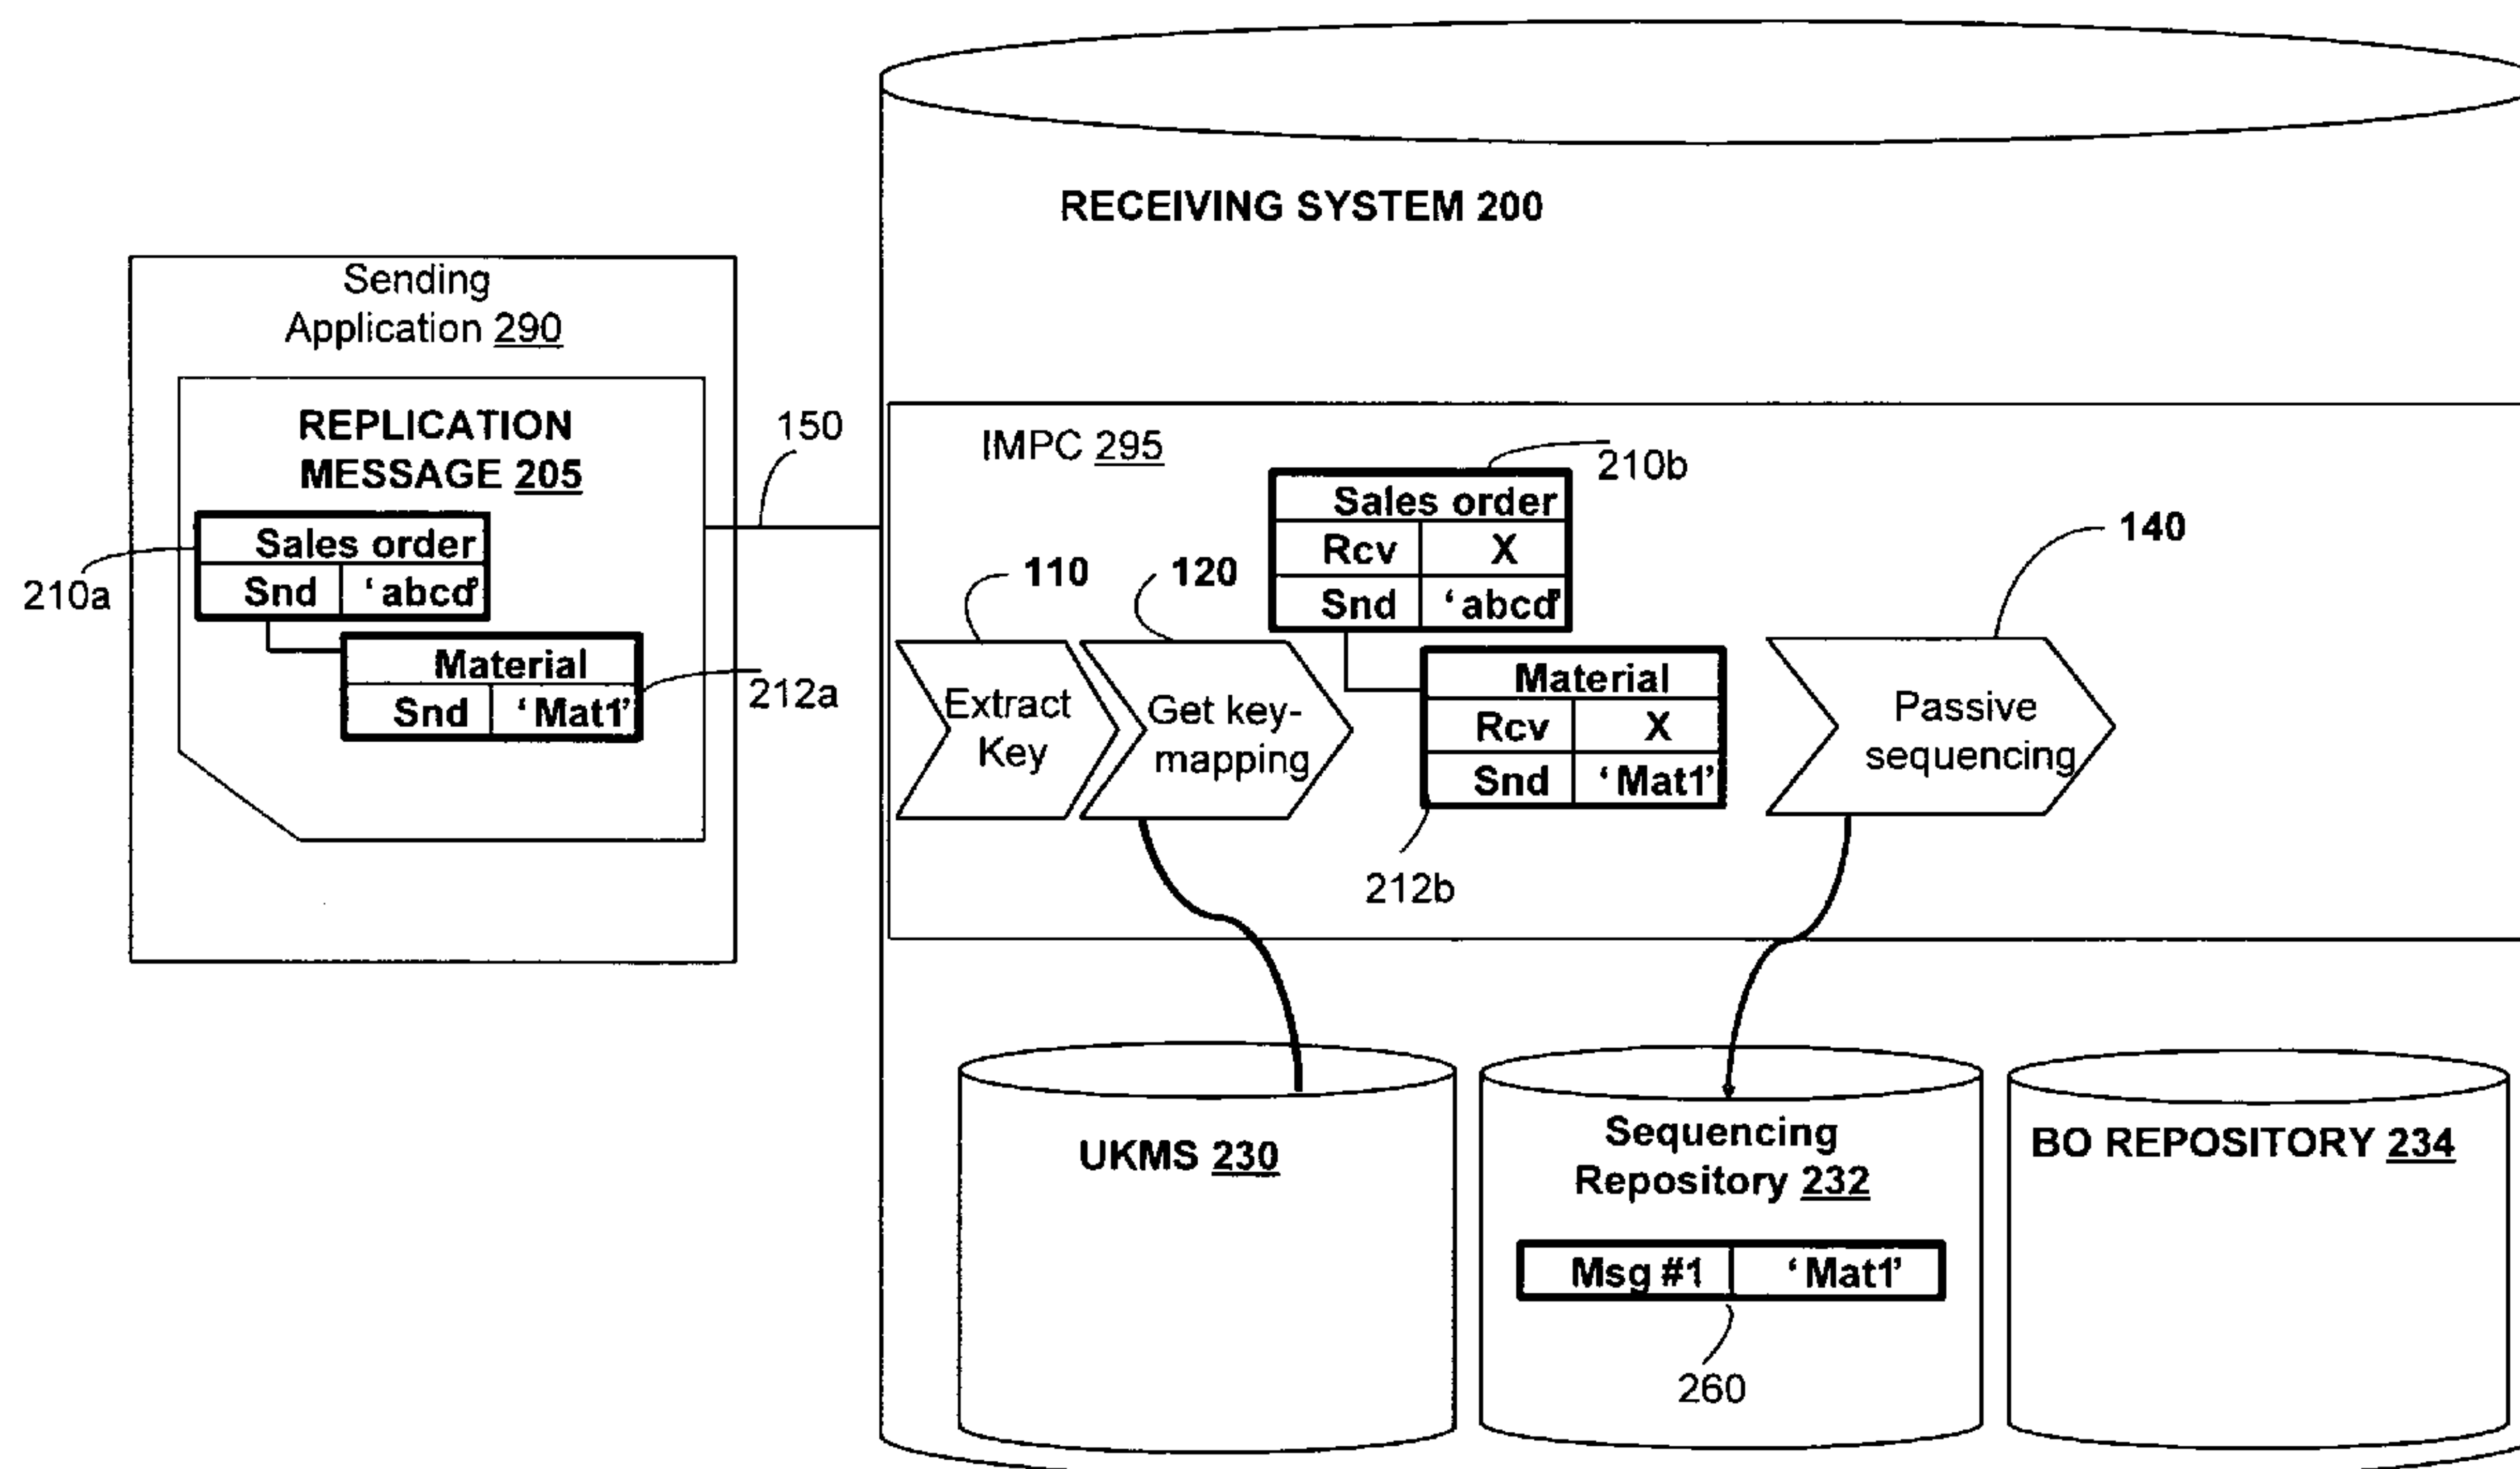 RECEIVING SYSTEM 200
Sending
Application 290
REPLICATION
MESSAGE 205
150
Sales order
Snd 'abcd'
210a
Material
Snd 'Mat1'
212a
IMPC 295
210b
Sales order
Rcv X
Snd 'abcd'
110
120
140
Extract
Key
Get key-
mapping
Material
Rcv X
Snd 'Mat1'
212b
Passive
sequencing
UKMS 230
Sequencing
Repository 232
Msg #1 'Mat1'
260
BO REPOSITORY 234